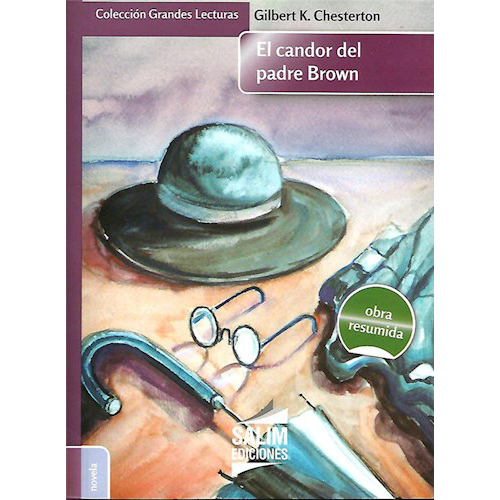 Colección Grandes Lecturas
Gilbert K. Chesterton
El candor del
padre Brown
obra
resumida
SALIM
EDICIONES
novela